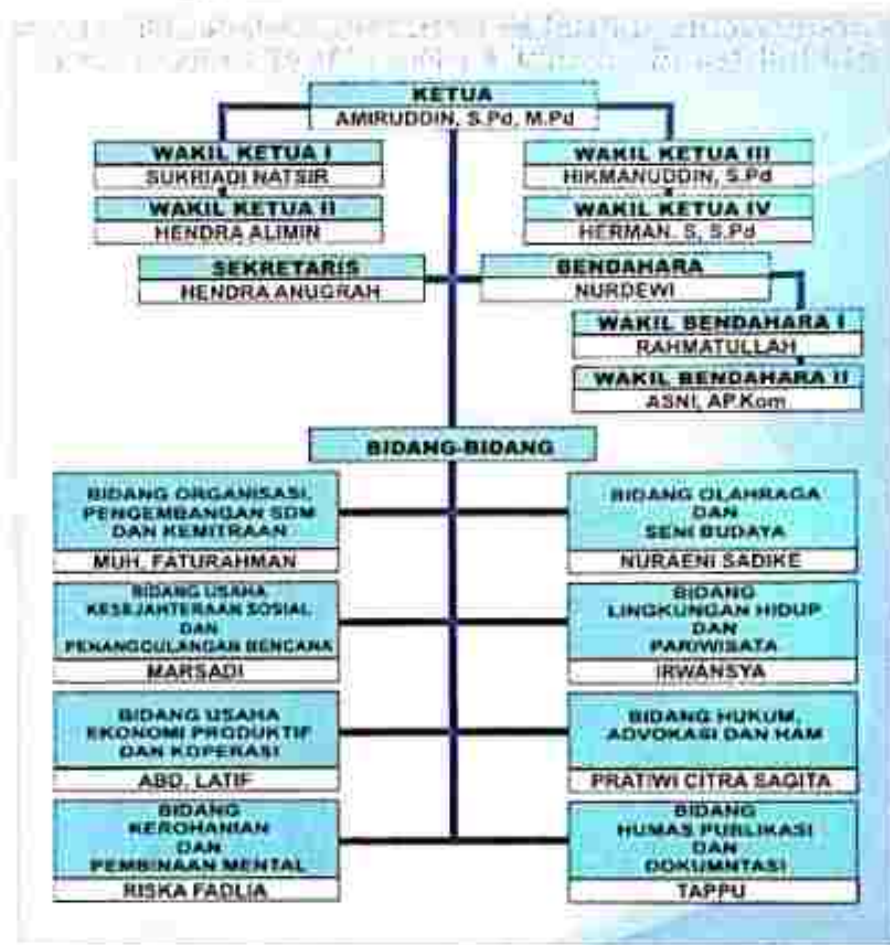 KETUA
AMIRUDDIN, S.Pd, M.Pd
WAKIL KETUA I
SUKRIADI NATSIR
WAKIL KETUA II
HENDRA ALIMIN
WAKIL KETUA III
HIKMANUDDIN, S.Pd
WAKIL KETUA IV
HERMAN. S, S.Pd
SEKRETARIS
HENDRA ANUGRAH
BENDAHARA
NURDEWI
WAKIL BENDAHARA I
RAHMATULLAH
WAKIL BENDAHARA II
ASNI, AP.Kom
BIDANG-BIDANG
BIDANG ORGANISASI,
PENGEMBANGAN SDM
DAN KEMITRAAN
MUH. FATURAHMAN
BIDANG OLAHRAGA
DAN
SENI BUDAYA
NURAENI SADIKE
BIDANG USAHA
KESEJAHTERAAN SOSIAL
DAN
PENANGGULANGAN BENCANA
MARSADI
BIDANG
LINGKUNGAN HIDUP
DAN
PARIWISATA
IRWANSYA
BIDANG USAHA
EKONOMI PRODUKTIF
DAN KOPERASI
ABD. LATIF
BIDANG HUKUM,
ADVOKASI DAN HAM
PRATIWI CITRA SAGITA
BIDANG
KEROHANIAN
DAN
PEMBINAAN MENTAL
RISKA FADLIA
BIDANG
HUMAS PUBLIKASI
DAN
DOKUMNTASI
TAPPU